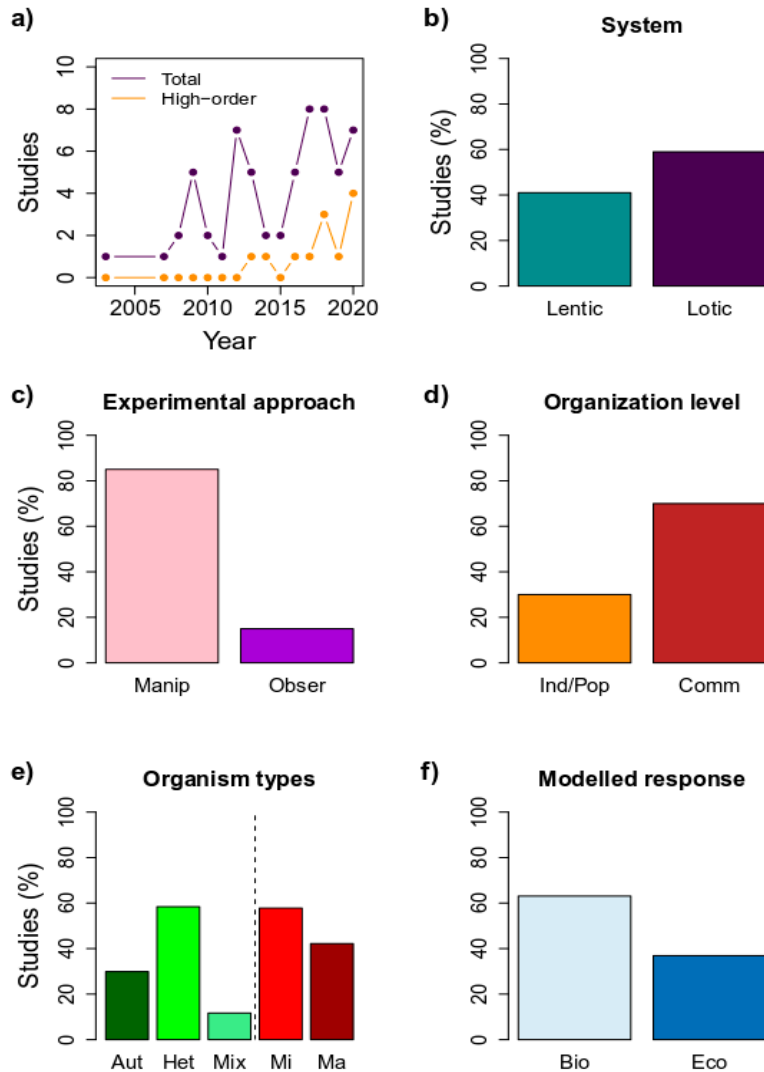 a)
Total
High-order
Studies
0 2 4 6 8 10
2005 2010 2015 2020
Year
b)
System
Studies (%)
0 20 40 60 80 100
Lentic Lotic
c)
Experimental approach
Studies (%)
0 20 40 60 80 100
Manip Obser
d)
Organization level
0 20 40 60 80 100
Ind/Pop Comm
e)
Organism types
Studies (%)
0 20 40 60 80 100
Aut Het Mix Mi Ma
f)
Modelled response
0 20 40 60 80 100
Bio Eco